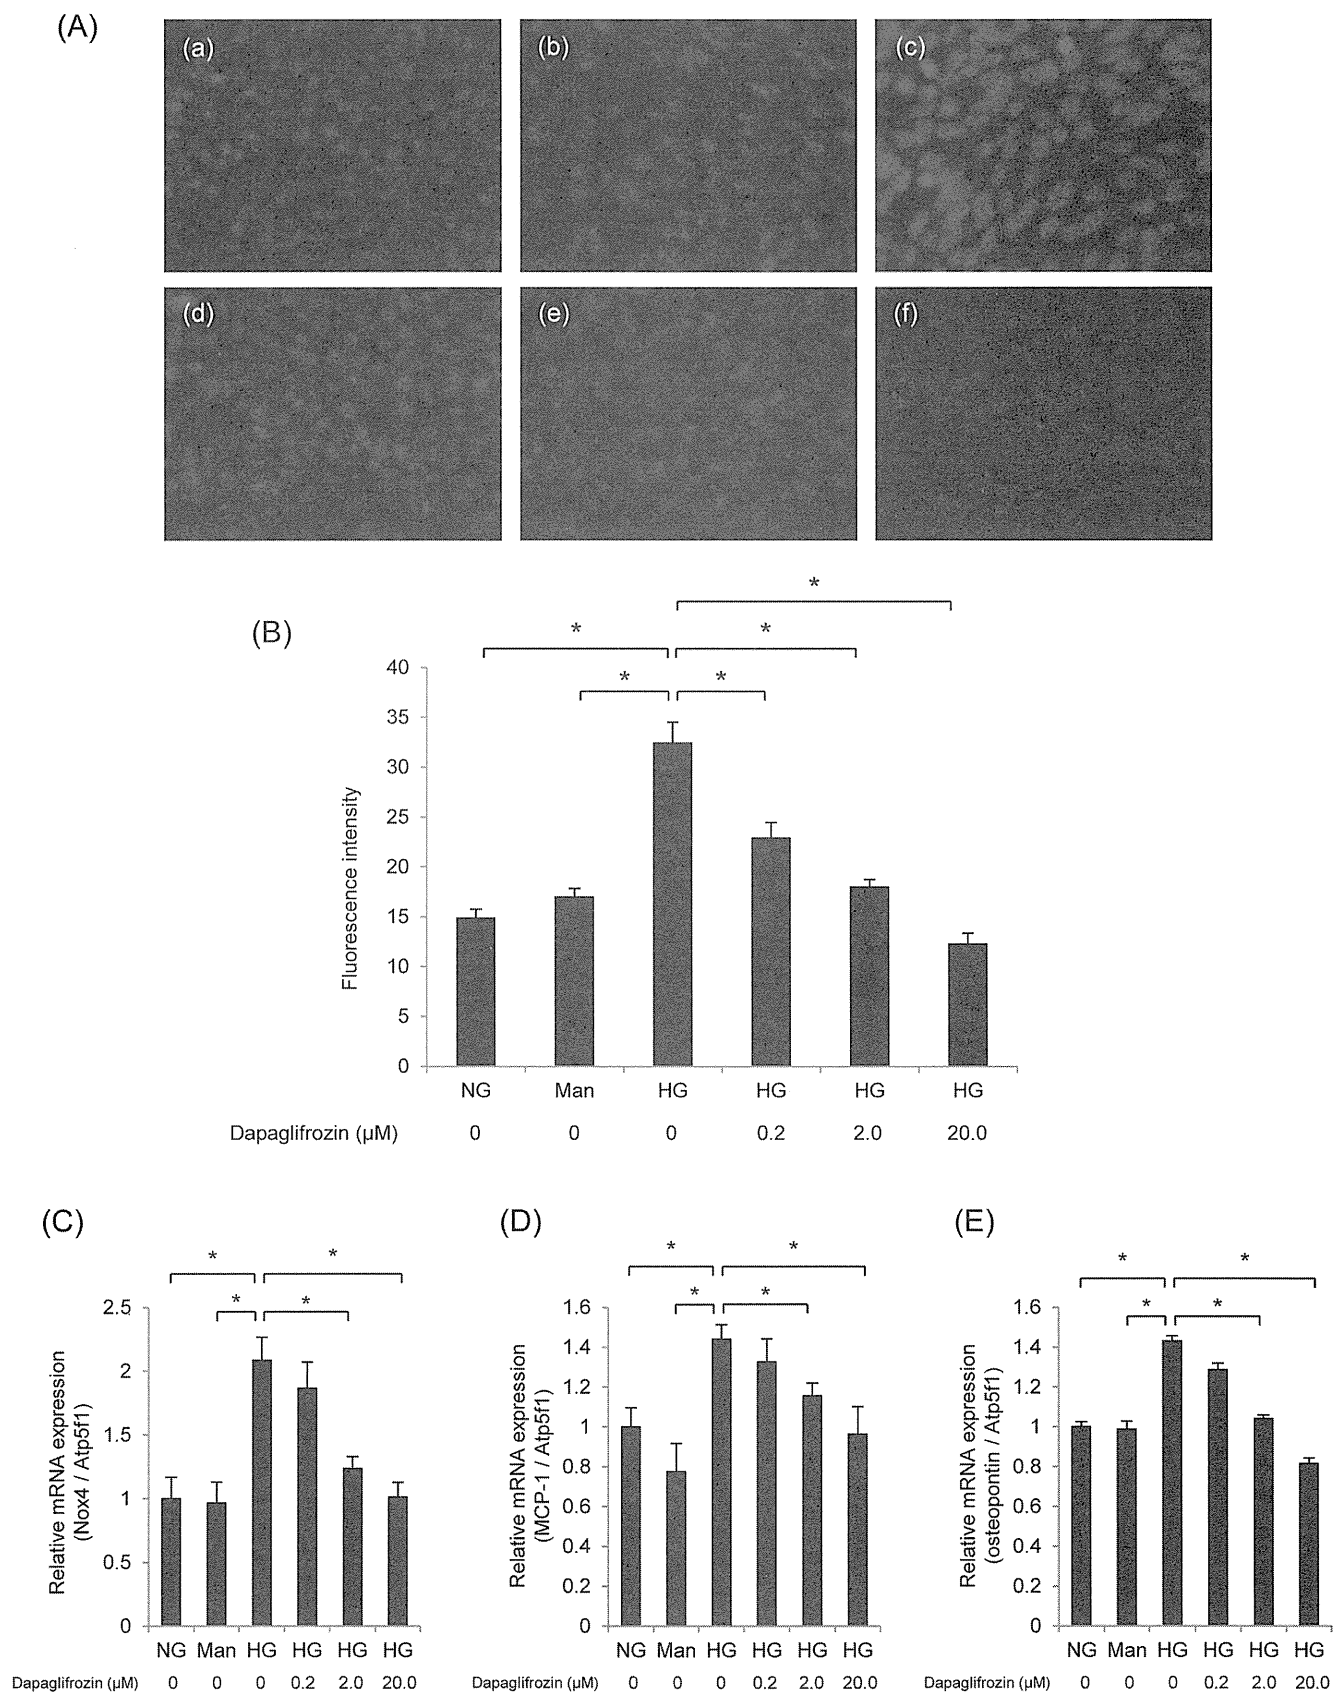 (A)
(a) (b) (c)
(d) (e) (f)
(B)
* * * * *
40
35
30
25
20
15
10
5
0
Fluorescence intensity
NG Man HG HG HG HG
Dapaglifrozin (μM) 0 0 0 0.2 2.0 20.0
(C)
* * * *
2.5
2
1.5
1
0.5
0
Relative mRNA expression
(Nox4 / Atp5f1)
NG Man HG HG HG HG
Dapaglifrozin (μM) 0 0 0 0.2 2.0 20.0
(D)
* * * *
1.6
1.4
1.2
1
0.8
0.6
0.4
0.2
0
Relative mRNA expression
(MCP-1 / Atp5f1)
NG Man HG HG HG HG
Dapaglifrozin (μM) 0 0 0 0.2 2.0 20.0
(E)
* * * *
1.6
1.4
1.2
1
0.8
0.6
0.4
0.2
0
Relative mRNA expression
(osteopontin / Atp5f1)
NG Man HG HG HG HG
Dapaglifrozin (μM) 0 0 0 0.2 2.0 20.0